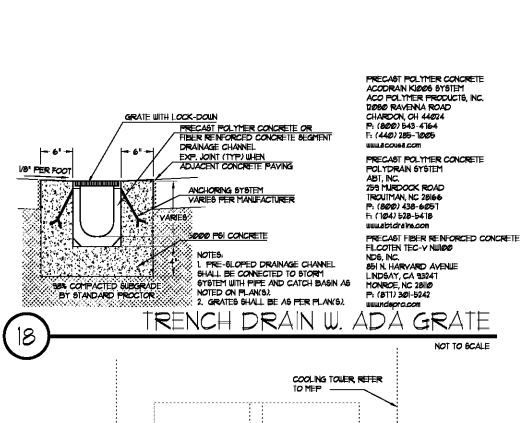 GRATE WITH LOCK-DOWN
PRECAST POLYMER CONCRETE OR
FIBER REINFORCED CONCRETE SEGMENT
DRAINAGE CHANNEL
EXP. JOINT (TYP.) WHEN
ADJACENT CONCRETE PAVING
6"
6"
1/8" PER FOOT
ANCHORING SYSTEM
VARIES PER MANUFACTURER
VARIES
3000 PSI CONCRETE
95% COMPACTED SUBGRADE
BY STANDARD PROCTOR
NOTES:
1. PRE-SLOPED DRAINAGE CHANNEL
SHALL BE CONNECTED TO STORM
SYSTEM WITH PIPE AND CATCH BASIN AS
NOTED ON PLAN(S).
2. GRATES SHALL BE AS PER PLAN(S).
PRECAST POLYMER CONCRETE
ACODRAIN K100S SYSTEM
ACO POLYMER PRODUCTS, INC.
12080 RAVENNA ROAD
CHARDON, OH 44024
P: (800) 543-4764
F: (440) 285-7005
www.acousa.com
PRECAST POLYMER CONCRETE
POLYDRAIN SYSTEM
ABT, INC.
259 MURDOCK ROAD
TROUTMAN, NC 28166
P: (800) 438-6057
F: (704) 528-5478
www.abtdrains.com
PRECAST FIBER REINFORCED CONCRETE
FILCOTEN TEC-V NW100
NDS, INC.
851 N. HARVARD AVENUE
LINDSAY, CA 93247
MONROE, NC 28110
P: (877) 301-5242
www.ndspro.com
18
TRENCH DRAIN W. ADA GRATE
NOT TO SCALE
COOLING TOWER, REFER
TO MEP